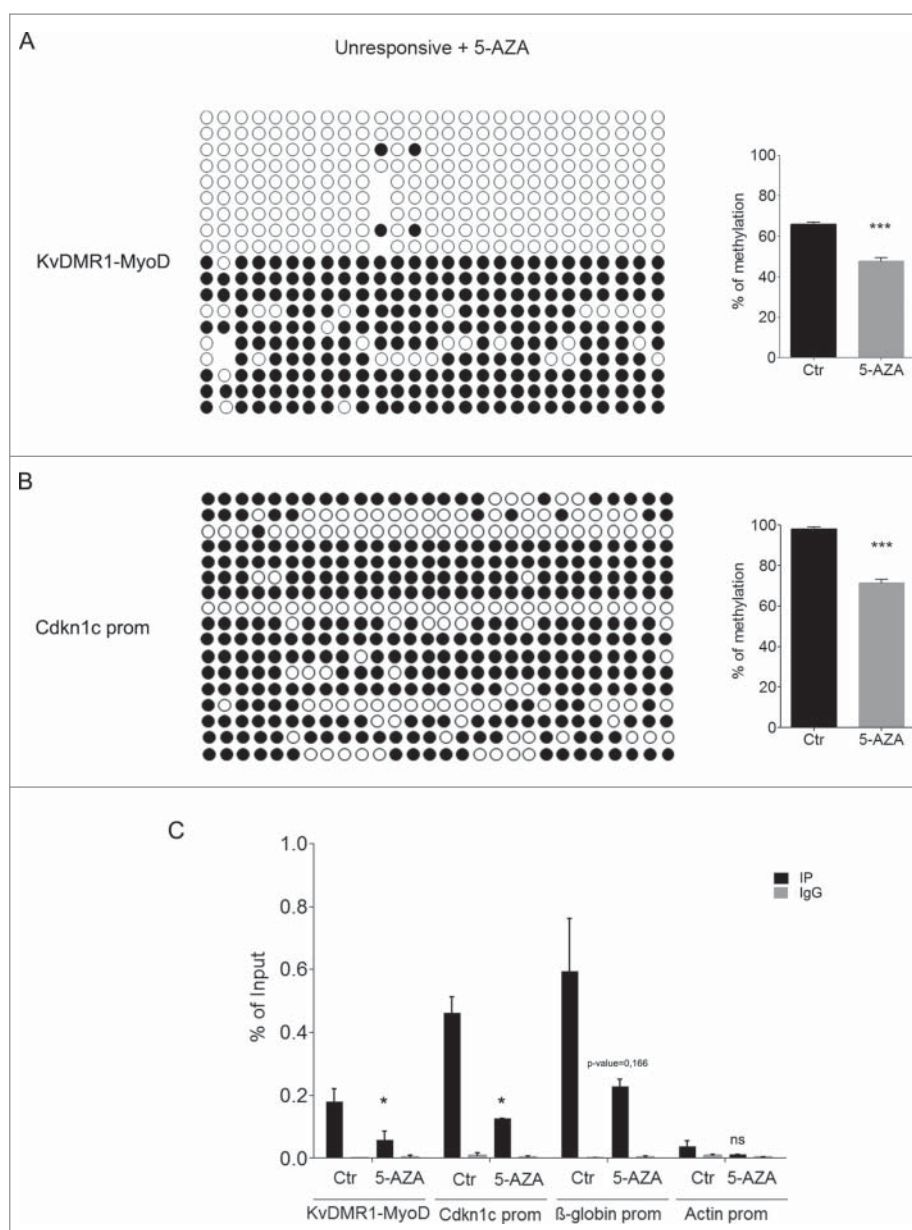 A
Unresponsive + 5-AZA
KvDMR1-MyoD
% of methylation
100
80
60
40
20
0
***
Ctr 5-AZA
B
Cdkn1c prom
% of methylation
100
80
60
40
20
0
***
Ctr 5-AZA
C
% of Input
1.0
0.8
0.6
0.4
0.2
0.0
IP
IgG
*
*
p-value=0,166
ns
Ctr 5-AZA Ctr 5-AZA Ctr 5-AZA Ctr 5-AZA
KvDMR1-MyoD Cdkn1c prom ß-globin prom Actin prom